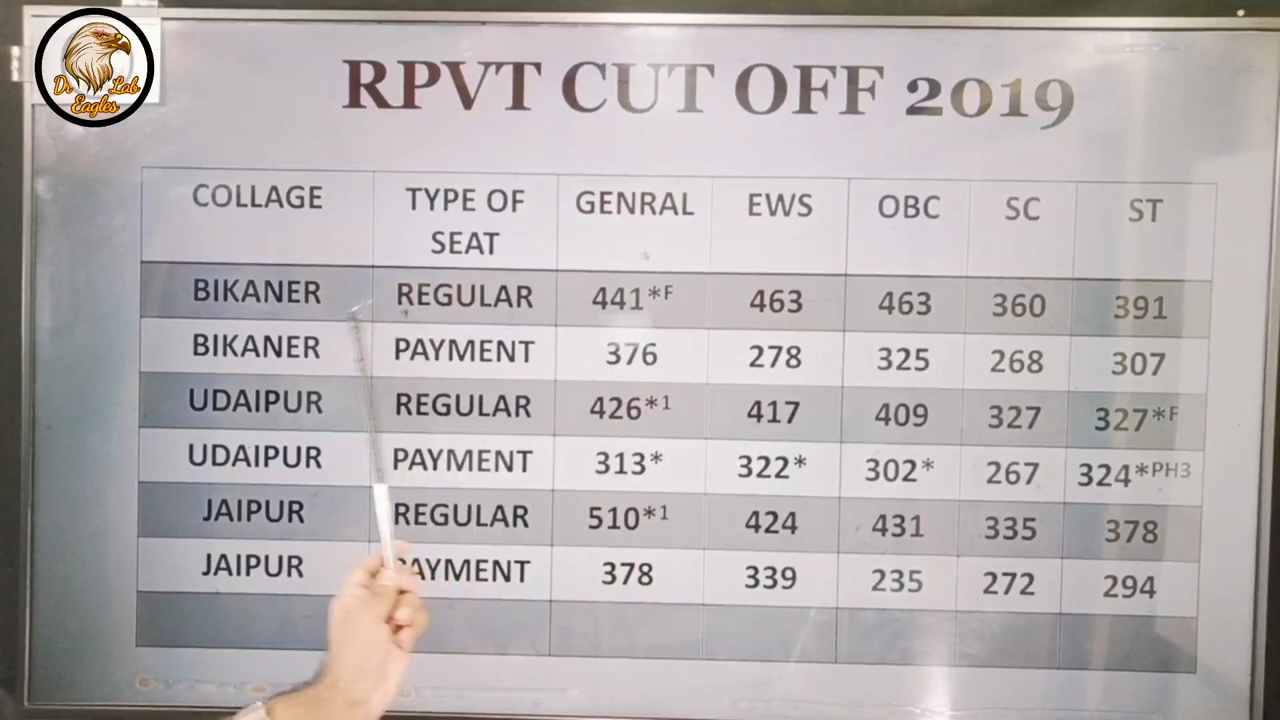 Dr Lab
Eagles
RPVT CUT OFF 2019
COLLAGE TYPE OF SEAT GENRAL EWS OBC SC ST
BIKANER REGULAR 441*F 463 463 360 391
BIKANER PAYMENT 376 278 325 268 307
UDAIPUR REGULAR 426*1 417 409 327 327*F
UDAIPUR PAYMENT 313* 322* 302* 267 324*PH3
JAIPUR REGULAR 510*1 424 431 335 378
JAIPUR PAYMENT 378 339 235 272 294